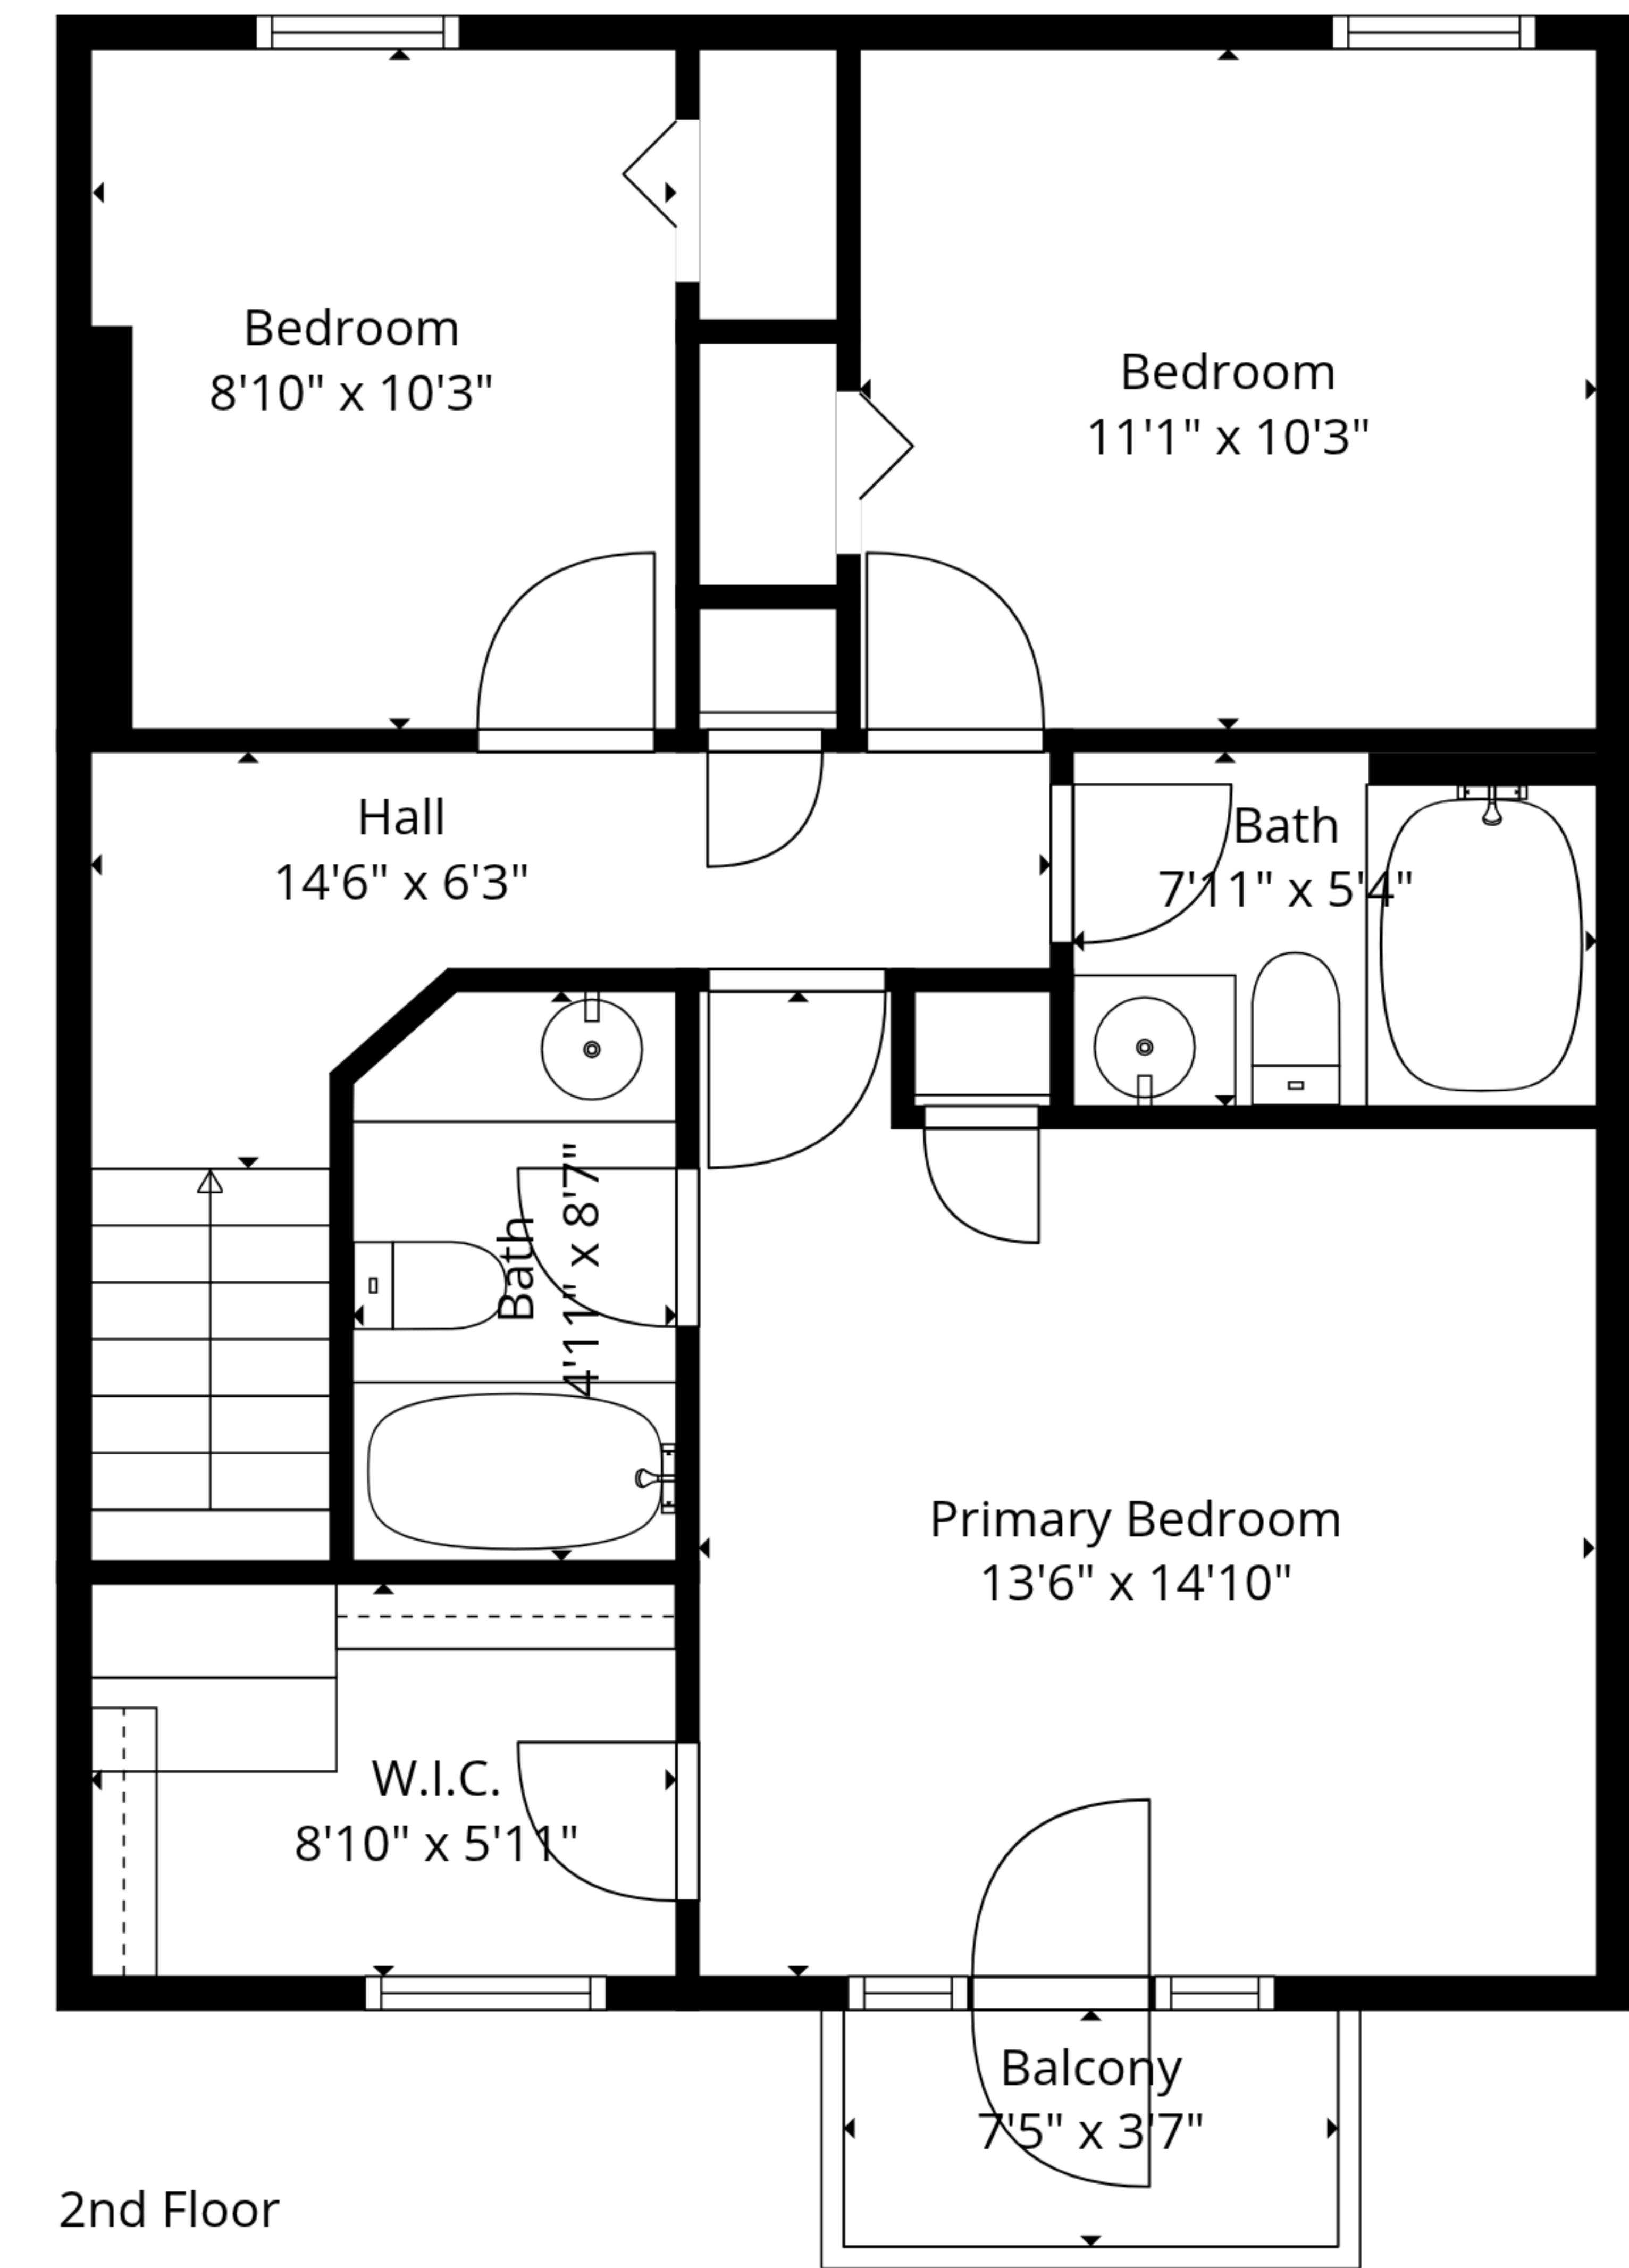 Bedroom
8'10" x 10'3"
Bedroom
11'1" x 10'3"
Hall
14'6" x 6'3"
Bath
7'11" x 5'4"
Bath
4'11" x 8'7"
Primary Bedroom
13'6" x 14'10"
W.I.C.
8'10" x 5'11"
Balcony
7'5" x 3'7"
2nd Floor